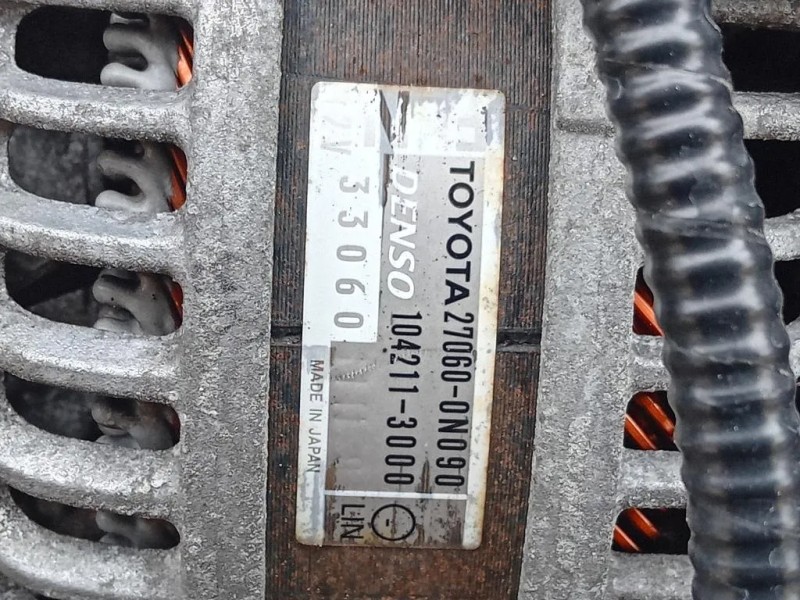 TOYOTA 27060-0N090
DENSO 104211-3000
12V 33060
MADE IN JAPAN
LIN